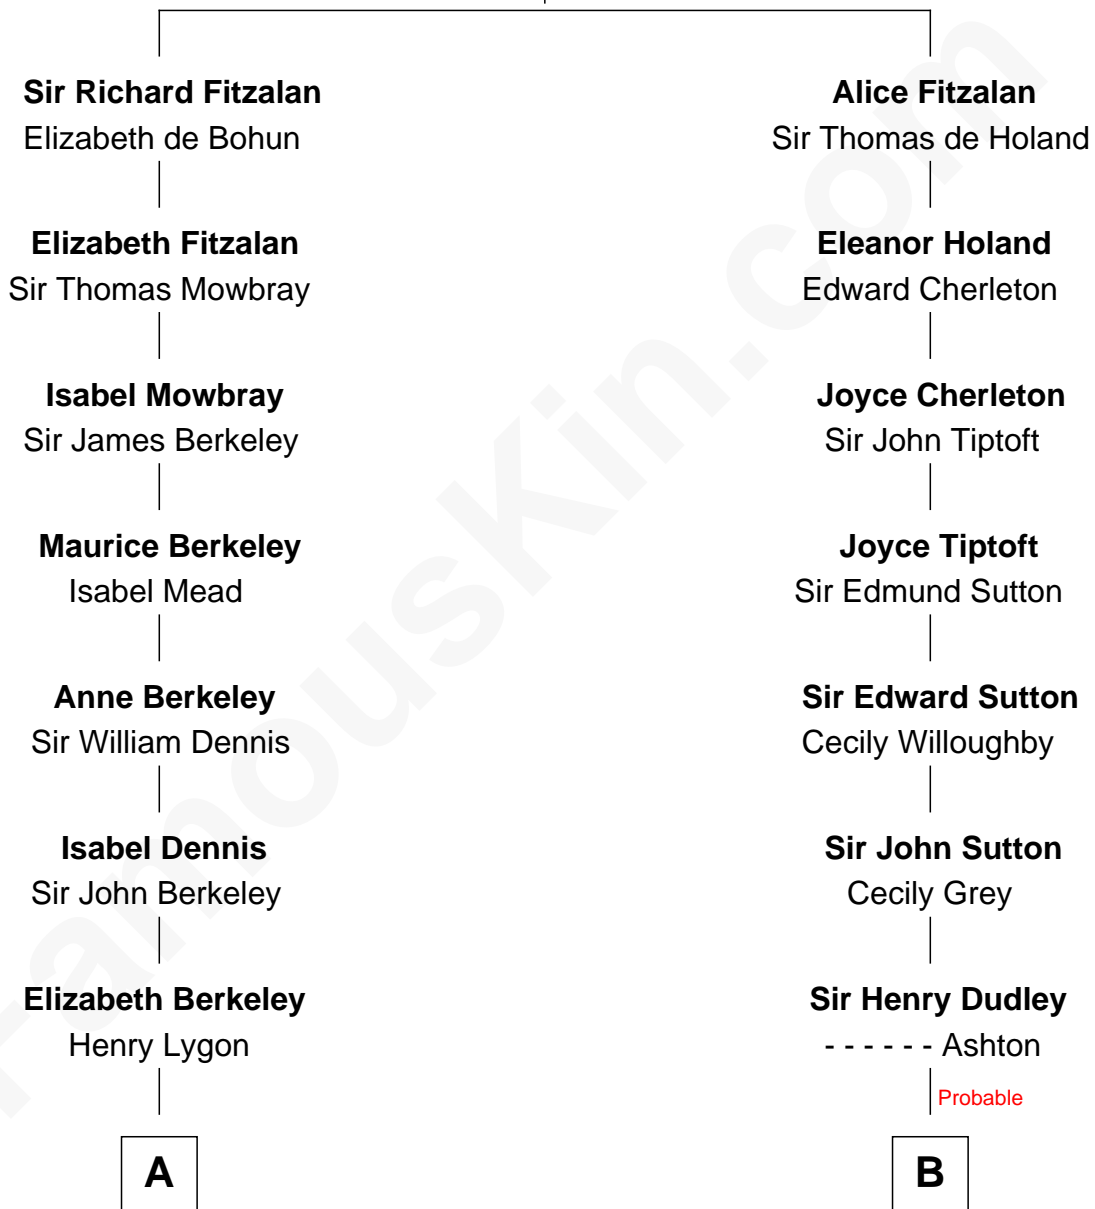 Sir Richard Fitzalan
Elizabeth de Bohun
Alice Fitzalan
Sir Thomas de Holand
Elizabeth Fitzalan
Sir Thomas Mowbray
Eleanor Holand
Edward Cherleton
Isabel Mowbray
Sir James Berkeley
Joyce Cherleton
Sir John Tiptoft
Maurice Berkeley
Isabel Mead
Joyce Tiptoft
Sir Edmund Sutton
Anne Berkeley
Sir William Dennis
Sir Edward Sutton
Cecily Willoughby
Isabel Dennis
Sir John Berkeley
Sir John Sutton
Cecily Grey
Elizabeth Berkeley
Henry Lygon
Sir Henry Dudley
- - - - - - Ashton
Probable
A
B
FamousKin.com